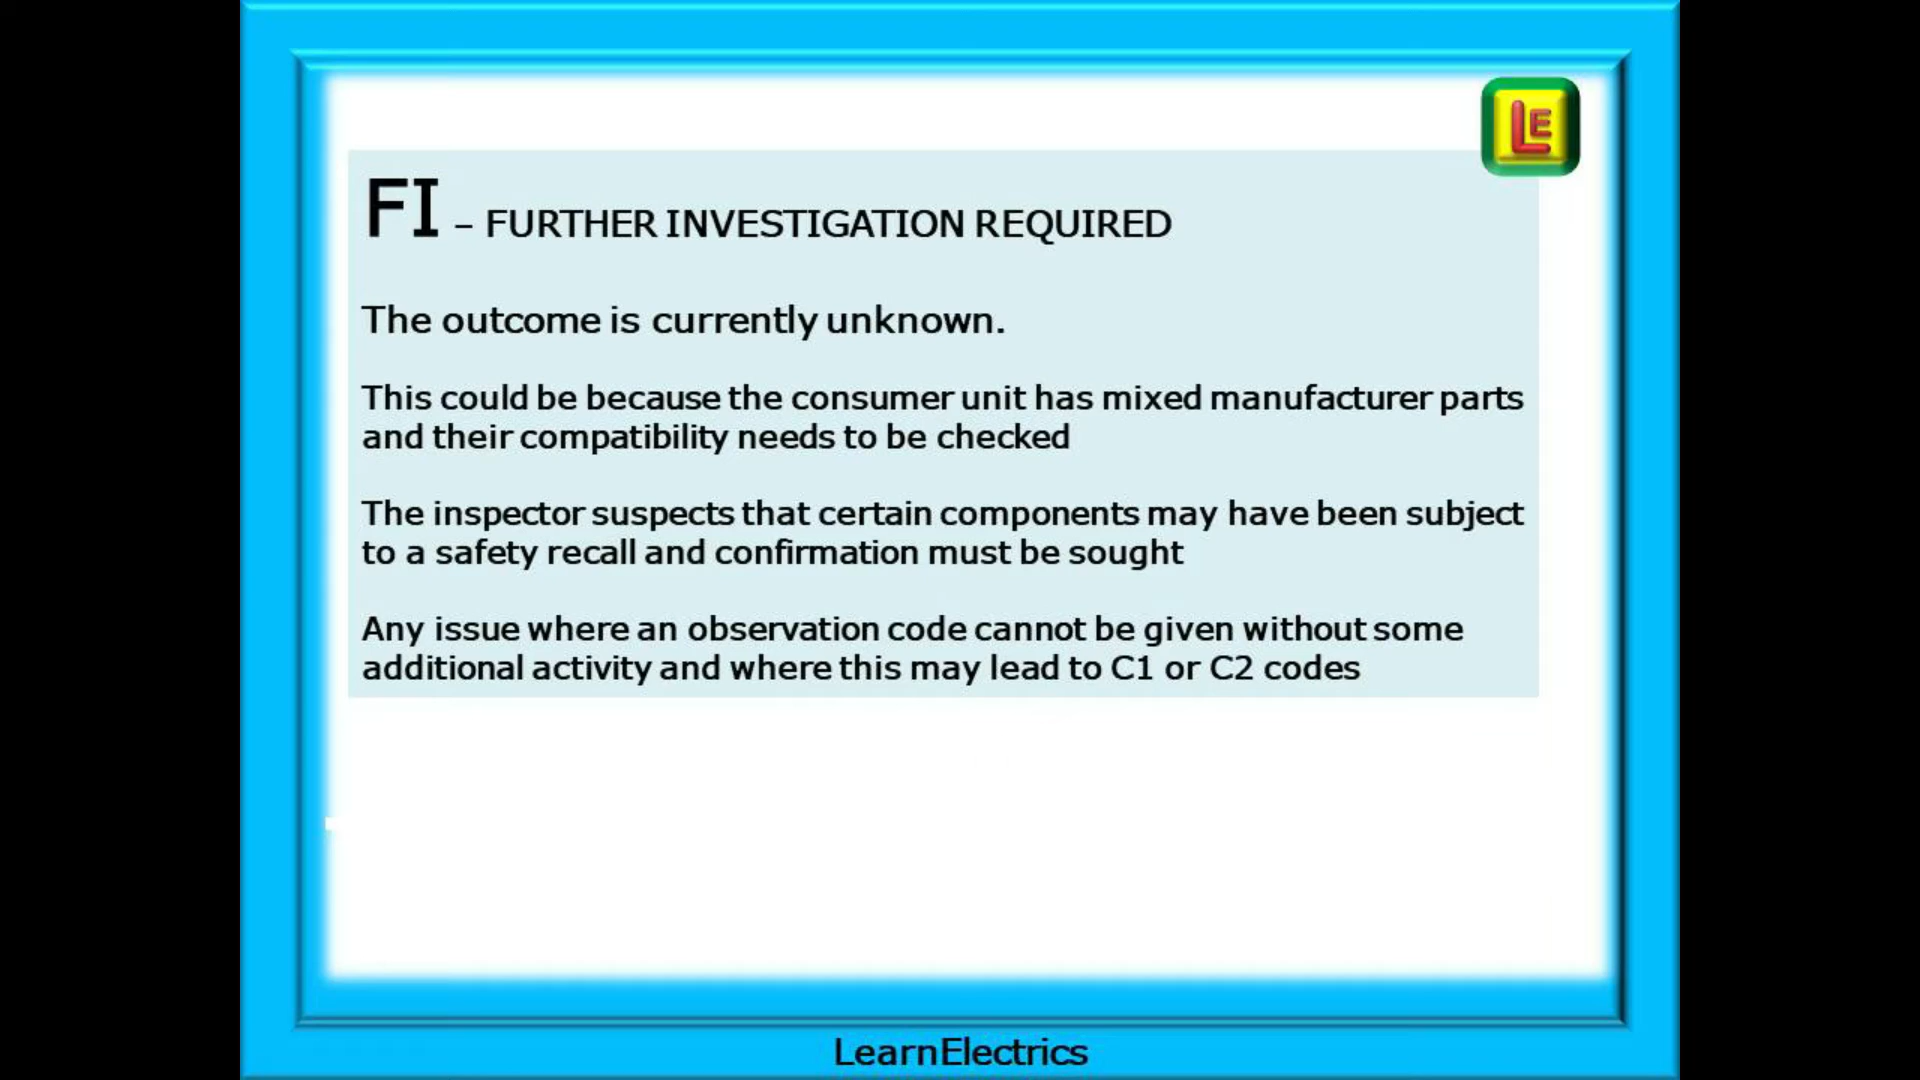 LE
FI – FURTHER INVESTIGATION REQUIRED
The outcome is currently unknown.
This could be because the consumer unit has mixed manufacturer parts
and their compatibility needs to be checked
The inspector suspects that certain components may have been subject
to a safety recall and confirmation must be sought
Any issue where an observation code cannot be given without some
additional activity and where this may lead to C1 or C2 codes
LearnElectrics